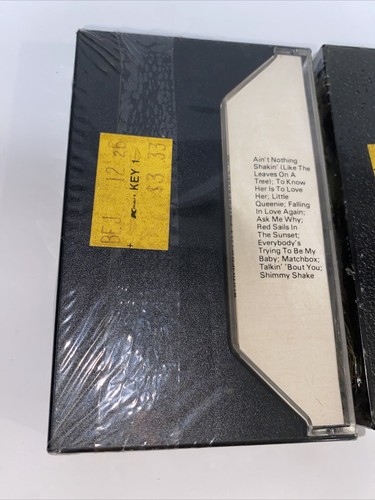 Ain't Nothing
Shakin' (Like The
Leaves On A
Tree); To Know
Her Is To Love
Her; Little
Queenie; Falling
In Love Again;
Ask Me Why;
Red Sails In
The Sunset;
Everybody's
Trying To Be My
Baby; Matchbox;
Talkin' 'Bout You;
Shimmy Shake
BEJ 12 26
KEY 1
$3.33